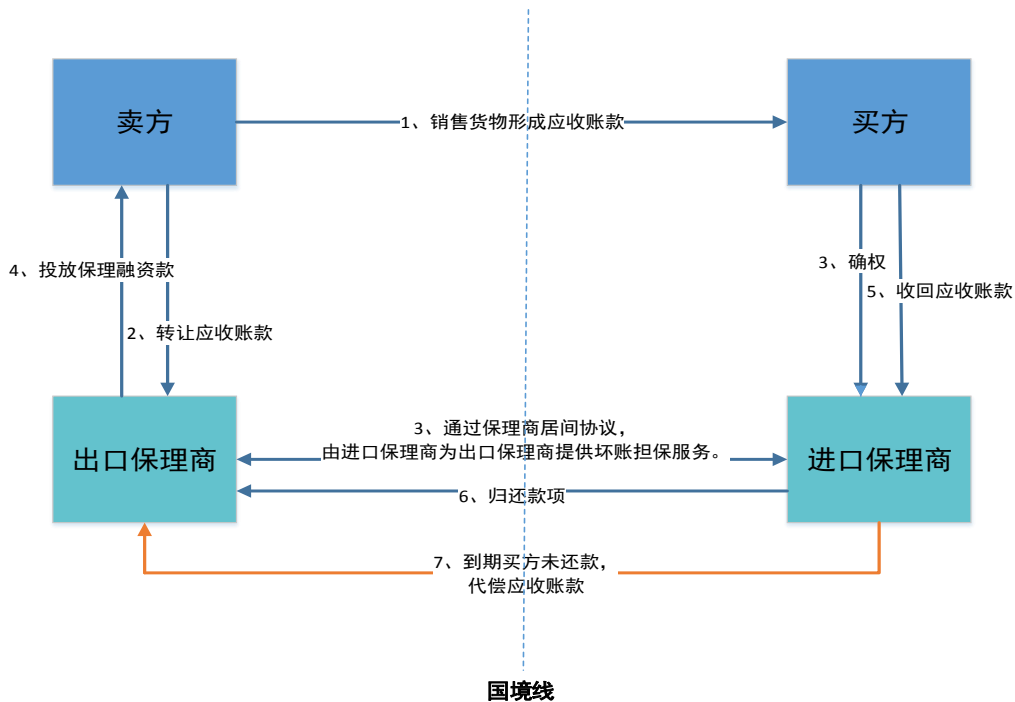 卖方
买方
1、销售货物形成应收账款
4、投放保理融资款
2、转让应收账款
3、确权
5、收回应收账款
出口保理商
进口保理商
3、通过保理商居间协议，
由进口保理商为出口保理商提供坏账担保服务。
6、归还款项
7、到期买方未还款，
代偿应收账款
国境线